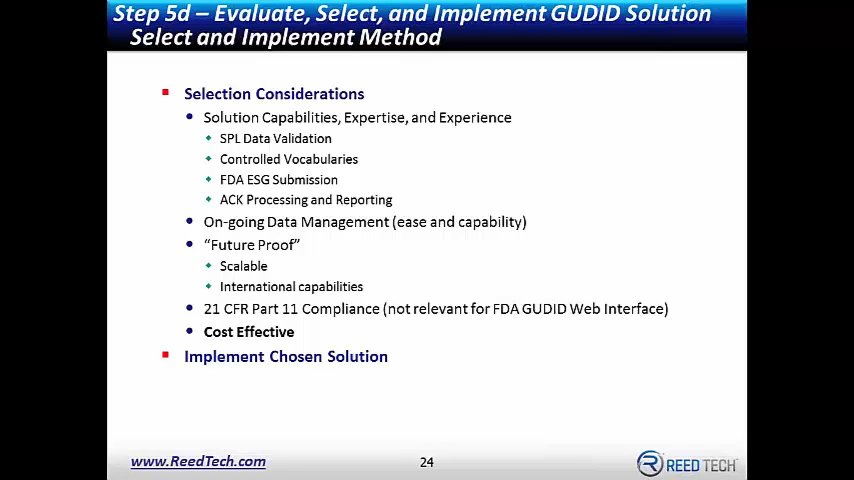 Step 5d – Evaluate, Select, and Implement GUDID Solution
Select and Implement Method
Selection Considerations
Solution Capabilities, Expertise, and Experience
SPL Data Validation
Controlled Vocabularies
FDA ESG Submission
ACK Processing and Reporting
On-going Data Management (ease and capability)
“Future Proof”
Scalable
International capabilities
21 CFR Part 11 Compliance (not relevant for FDA GUDID Web Interface)
Cost Effective
Implement Chosen Solution
www.ReedTech.com
24
REED TECH